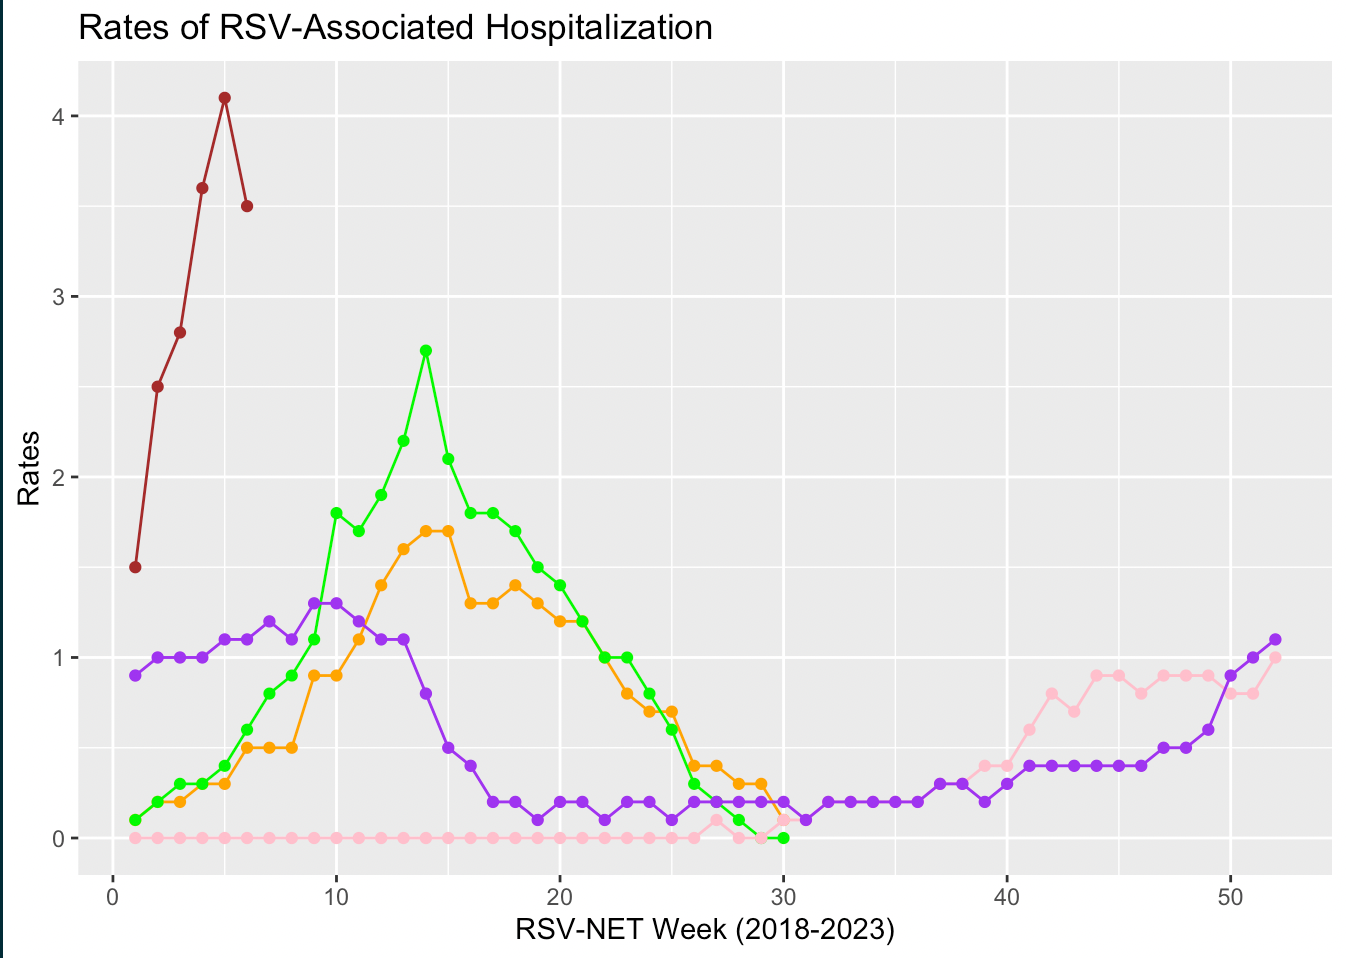 Rates of RSV-Associated Hospitalization
4
3
2
1
0
Rates
0 10 20 30 40 50
RSV-NET Week (2018-2023)